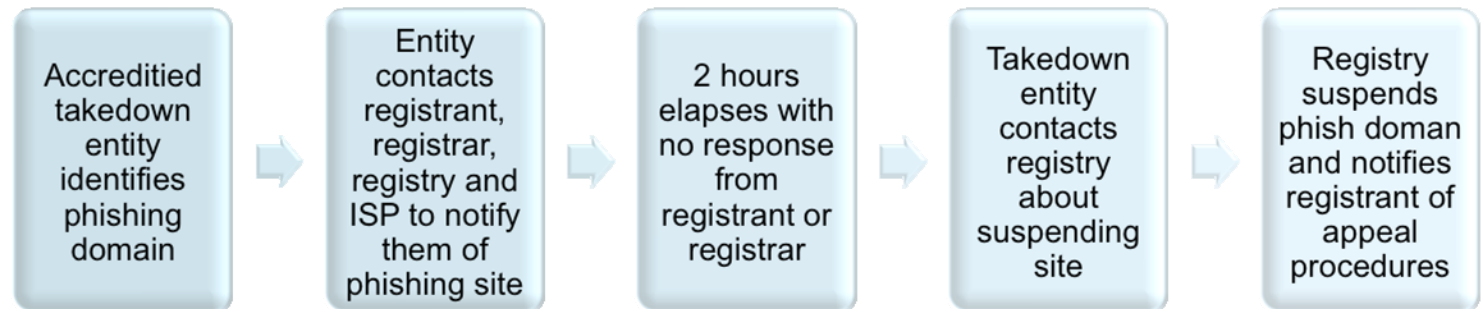 Accreditied
takedown
entity
identifies
phishing
domain
Entity
contacts
registrant,
registrar,
registry and
ISP to notify
them of
phishing site
2 hours
elapses with
no response
from
registrant or
registrar
Takedown
entity
contacts
registry
about
suspending
site
Registry
suspends
phish doman
and notifies
registrant of
appeal
procedures